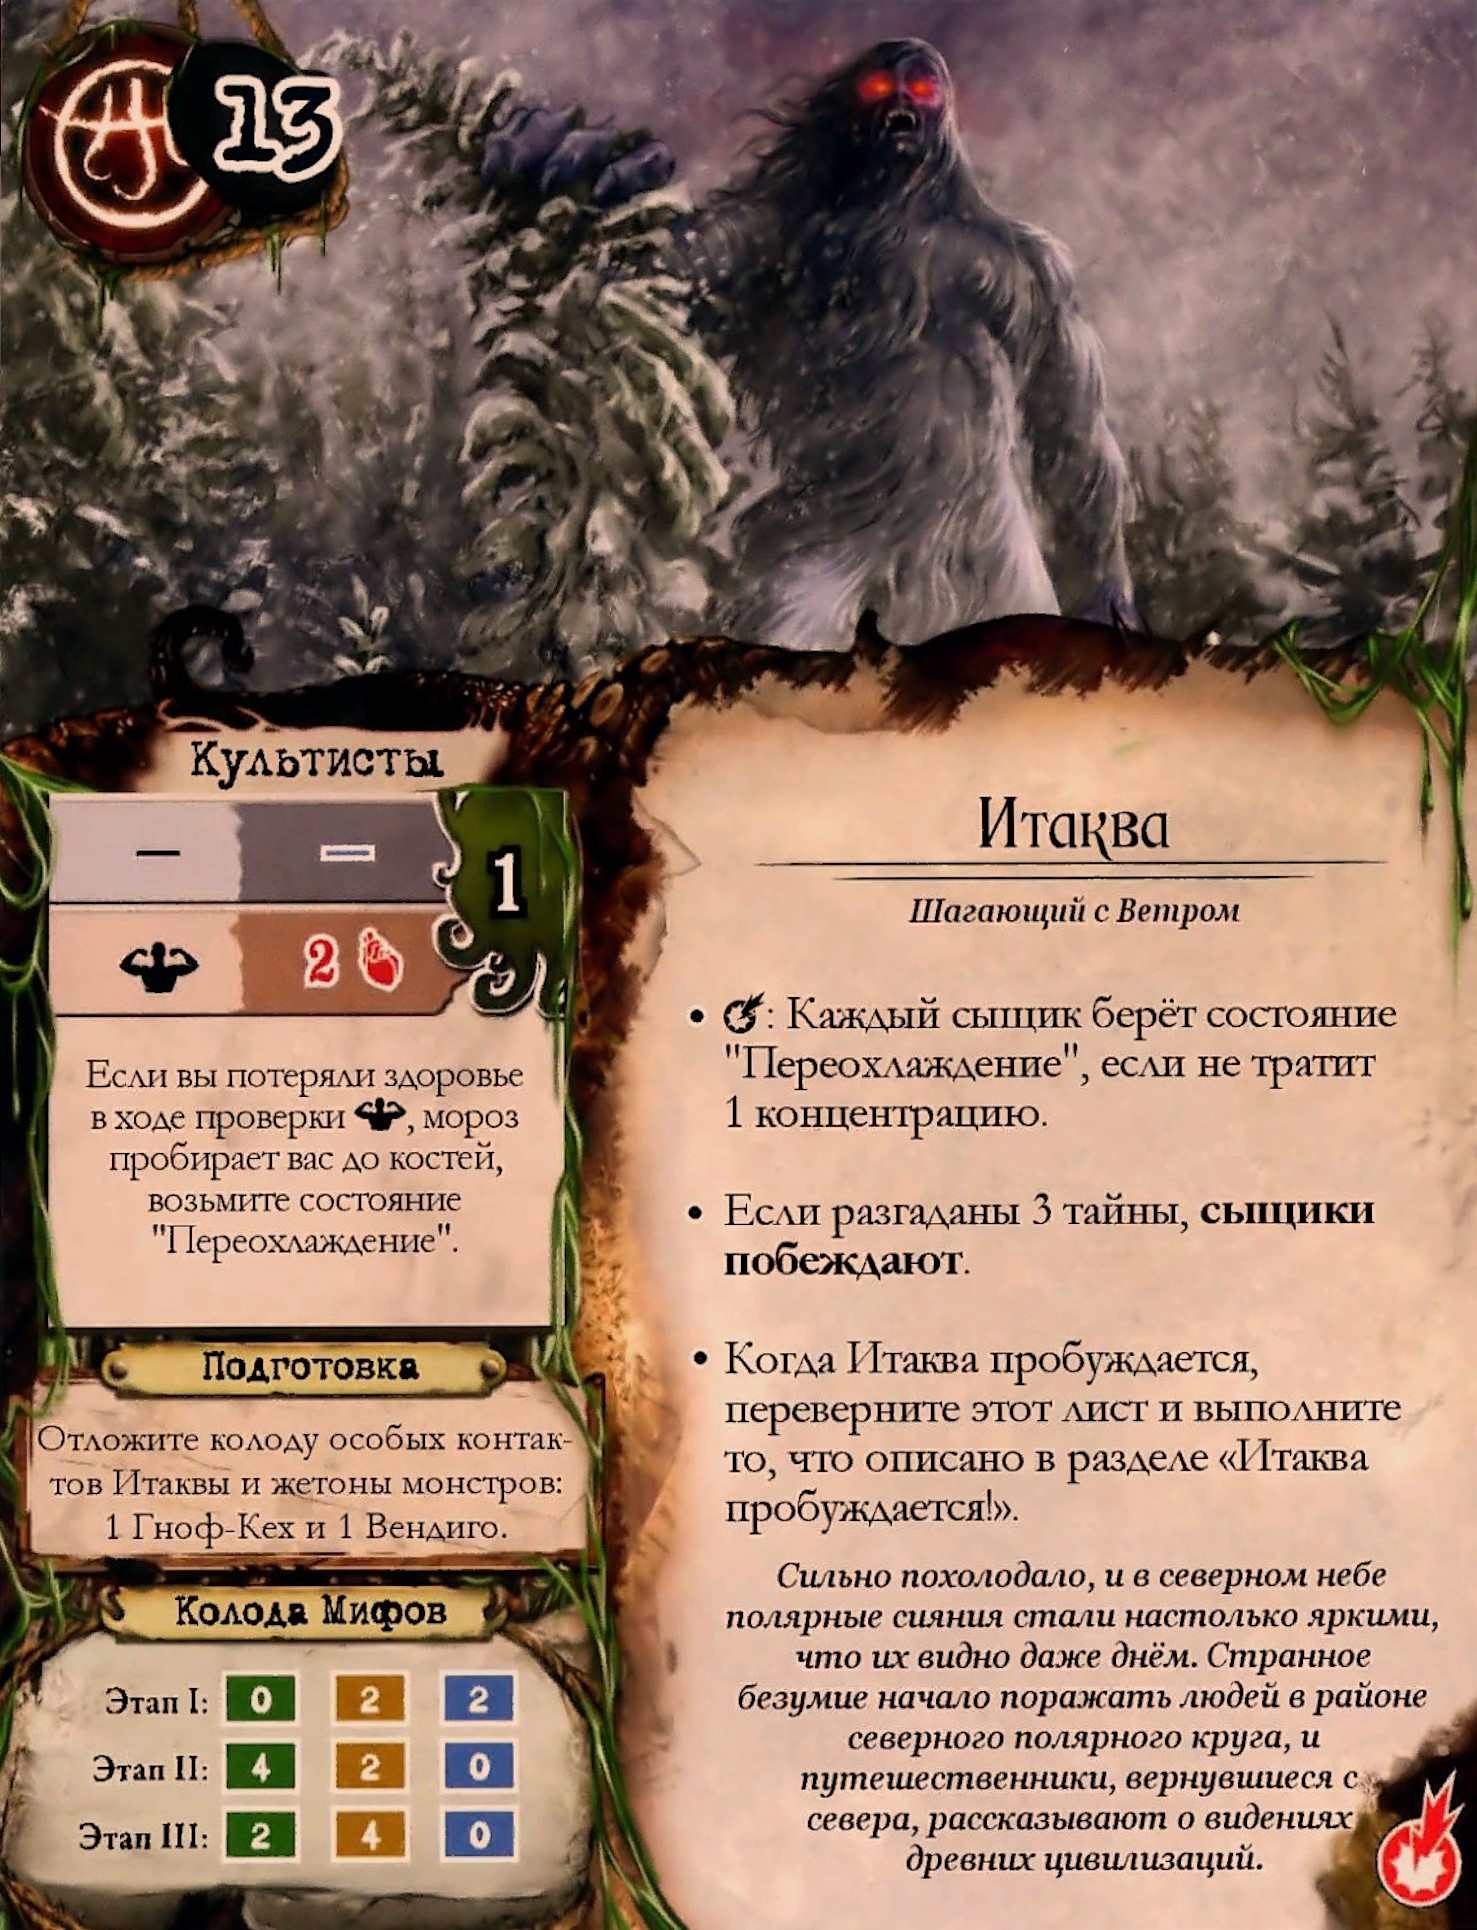 13
Культисты
— — 1
2
Если вы потеряли здоровье
в ходе проверки , мороз
пробирает вас до костей,
возьмите состояние
"Переохлаждение".
Подготовка
Отложите колоду особых контак-
тов Итаквы и жетоны монстров:
1 Гноф-Кех и 1 Вендиго.
Колода Мифов
Этап I: 0 2 2
Этап II: 4 2 0
Этап III: 2 4 0
Итаква
Шагающий с Ветром
• : Каждый сыщик берёт состояние
"Переохлаждение", если не тратит
1 концентрацию.
• Если разгаданы 3 тайны, сыщики
побеждают.
• Когда Итаква пробуждается,
переверните этот лист и выполните
то, что описано в разделе «Итаква
пробуждается!».
Сильно похолодало, и в северном небе
полярные сияния стали настолько яркими,
что их видно даже днём. Странное
безумие начало поражать людей в районе
северного полярного круга, и
путешественники, вернувшиеся с
севера, рассказывают о видениях
древних цивилизаций.